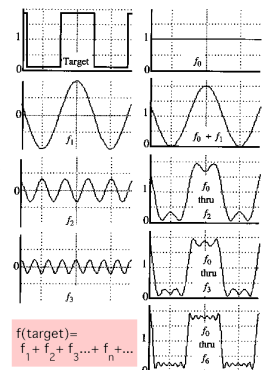 1
0
Target
1
0
f0
0
f1
1
0
f0 + f1
0
f2
1
0
f0
thru
f2
0
f3
1
0
f0
thru
f3
f(target)=
f1 + f2 + f3...+ fn+...
1
0
f0
thru
f6